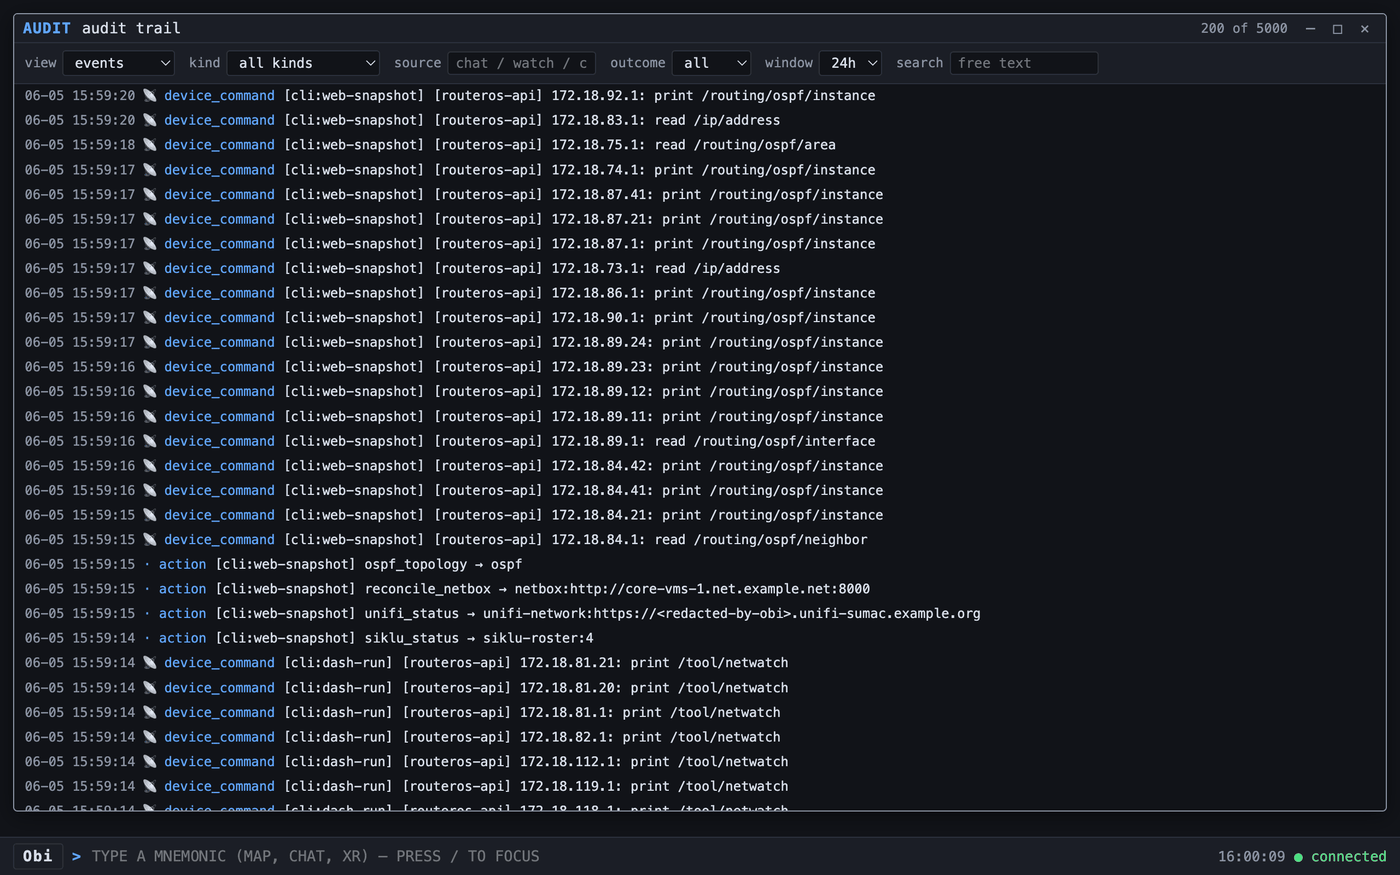 AUDIT audit trail 200 of 5000
view events kind all kinds source chat / watch / c outcome all window 24h search free text
06-05 15:59:20 device_command [cli:web-snapshot] [routeros-api] 172.18.92.1: print /routing/ospf/instance
06-05 15:59:20 device_command [cli:web-snapshot] [routeros-api] 172.18.83.1: read /ip/address
06-05 15:59:18 device_command [cli:web-snapshot] [routeros-api] 172.18.75.1: read /routing/ospf/area
06-05 15:59:17 device_command [cli:web-snapshot] [routeros-api] 172.18.74.1: print /routing/ospf/instance
06-05 15:59:17 device_command [cli:web-snapshot] [routeros-api] 172.18.87.41: print /routing/ospf/instance
06-05 15:59:17 device_command [cli:web-snapshot] [routeros-api] 172.18.87.21: print /routing/ospf/instance
06-05 15:59:17 device_command [cli:web-snapshot] [routeros-api] 172.18.87.1: print /routing/ospf/instance
06-05 15:59:17 device_command [cli:web-snapshot] [routeros-api] 172.18.73.1: read /ip/address
06-05 15:59:17 device_command [cli:web-snapshot] [routeros-api] 172.18.86.1: print /routing/ospf/instance
06-05 15:59:17 device_command [cli:web-snapshot] [routeros-api] 172.18.90.1: print /routing/ospf/instance
06-05 15:59:17 device_command [cli:web-snapshot] [routeros-api] 172.18.89.24: print /routing/ospf/instance
06-05 15:59:16 device_command [cli:web-snapshot] [routeros-api] 172.18.89.23: print /routing/ospf/instance
06-05 15:59:16 device_command [cli:web-snapshot] [routeros-api] 172.18.89.12: print /routing/ospf/instance
06-05 15:59:16 device_command [cli:web-snapshot] [routeros-api] 172.18.89.11: print /routing/ospf/instance
06-05 15:59:16 device_command [cli:web-snapshot] [routeros-api] 172.18.89.1: read /routing/ospf/interface
06-05 15:59:16 device_command [cli:web-snapshot] [routeros-api] 172.18.84.42: print /routing/ospf/instance
06-05 15:59:16 device_command [cli:web-snapshot] [routeros-api] 172.18.84.41: print /routing/ospf/instance
06-05 15:59:15 device_command [cli:web-snapshot] [routeros-api] 172.18.84.21: print /routing/ospf/instance
06-05 15:59:15 device_command [cli:web-snapshot] [routeros-api] 172.18.84.1: read /routing/ospf/neighbor
06-05 15:59:15 · action [cli:web-snapshot] ospf_topology → ospf
06-05 15:59:15 · action [cli:web-snapshot] reconcile_netbox → netbox:http://core-vms-1.net.example.net:8000
06-05 15:59:15 · action [cli:web-snapshot] unifi_status → unifi-network:https://<redacted-by-obi>.unifi-sumac.example.org
06-05 15:59:14 · action [cli:web-snapshot] siklu_status → siklu-roster:4
06-05 15:59:14 device_command [cli:dash-run] [routeros-api] 172.18.81.21: print /tool/netwatch
06-05 15:59:14 device_command [cli:dash-run] [routeros-api] 172.18.81.20: print /tool/netwatch
06-05 15:59:14 device_command [cli:dash-run] [routeros-api] 172.18.81.1: print /tool/netwatch
06-05 15:59:14 device_command [cli:dash-run] [routeros-api] 172.18.82.1: print /tool/netwatch
06-05 15:59:14 device_command [cli:dash-run] [routeros-api] 172.18.112.1: print /tool/netwatch
06-05 15:59:14 device_command [cli:dash-run] [routeros-api] 172.18.119.1: print /tool/netwatch
06-05 15:59:14 device_command [cli:dash-run] [routeros-api] 172.18.118.1: print /tool/netwatch
Obi > TYPE A MNEMONIC (MAP, CHAT, XR) — PRESS / TO FOCUS 16:00:09 ● connected